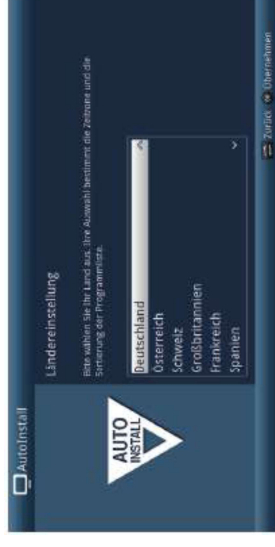 AutoInstall
Ländereinstellung
Bitte wählen Sie Ihr Land aus. Ihre Auswahl bestimmt die Zeitzone und die
Sortierung der Programmliste.
AUTO
INSTALL
Deutschland
Österreich
Schweiz
Großbritannien
Frankreich
Spanien
Zurück OK Übernehmen